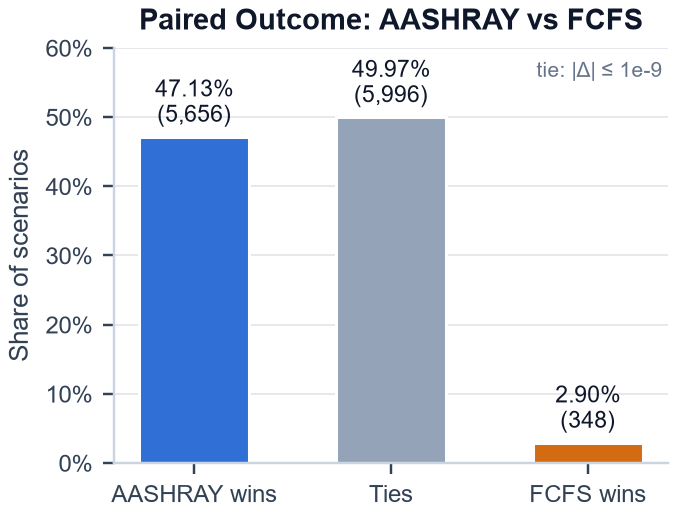 Paired Outcome: AASHRAY vs FCFS
tie: |Δ| ≤ 1e-9
Share of scenarios
60%
50%
40%
30%
20%
10%
0%
47.13%
(5,656)
49.97%
(5,996)
2.90%
(348)
AASHRAY wins
Ties
FCFS wins